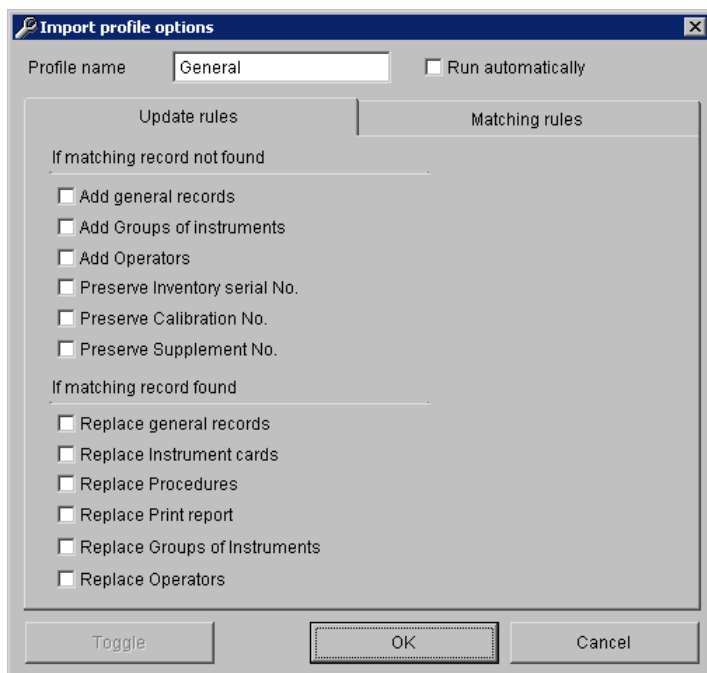 Import profile options
Profile name General Run automatically
Update rules Matching rules
If matching record not found
Add general records
Add Groups of instruments
Add Operators
Preserve Inventory serial No.
Preserve Calibration No.
Preserve Supplement No.
If matching record found
Replace general records
Replace Instrument cards
Replace Procedures
Replace Print report
Replace Groups of Instruments
Replace Operators
Toggle OK Cancel